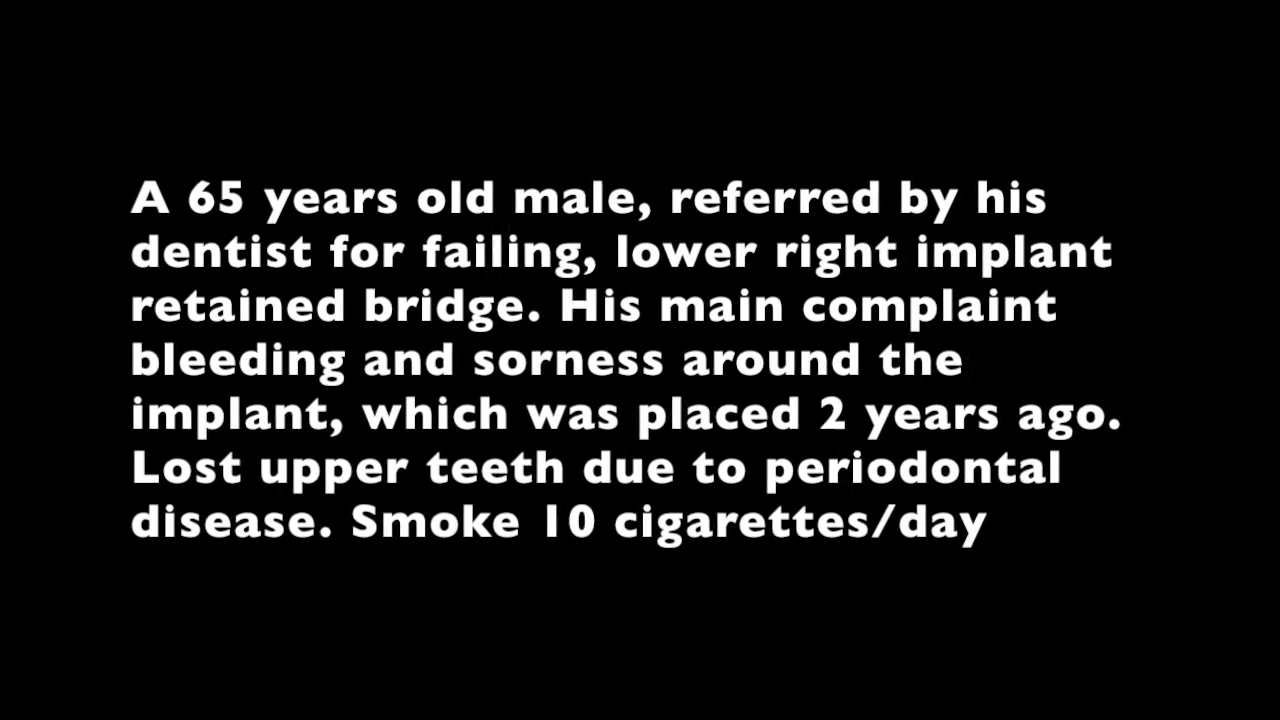 A 65 years old male, referred by his
dentist for failing, lower right implant
retained bridge. His main complaint
bleeding and sorness around the
implant, which was placed 2 years ago.
Lost upper teeth due to periodontal
disease. Smoke 10 cigarettes/day